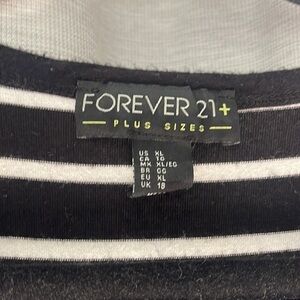 FOREVER 21+
PLUS SIZES
US XL
CA TG
MX XL/EG
BR GG
EU XL
UK 18